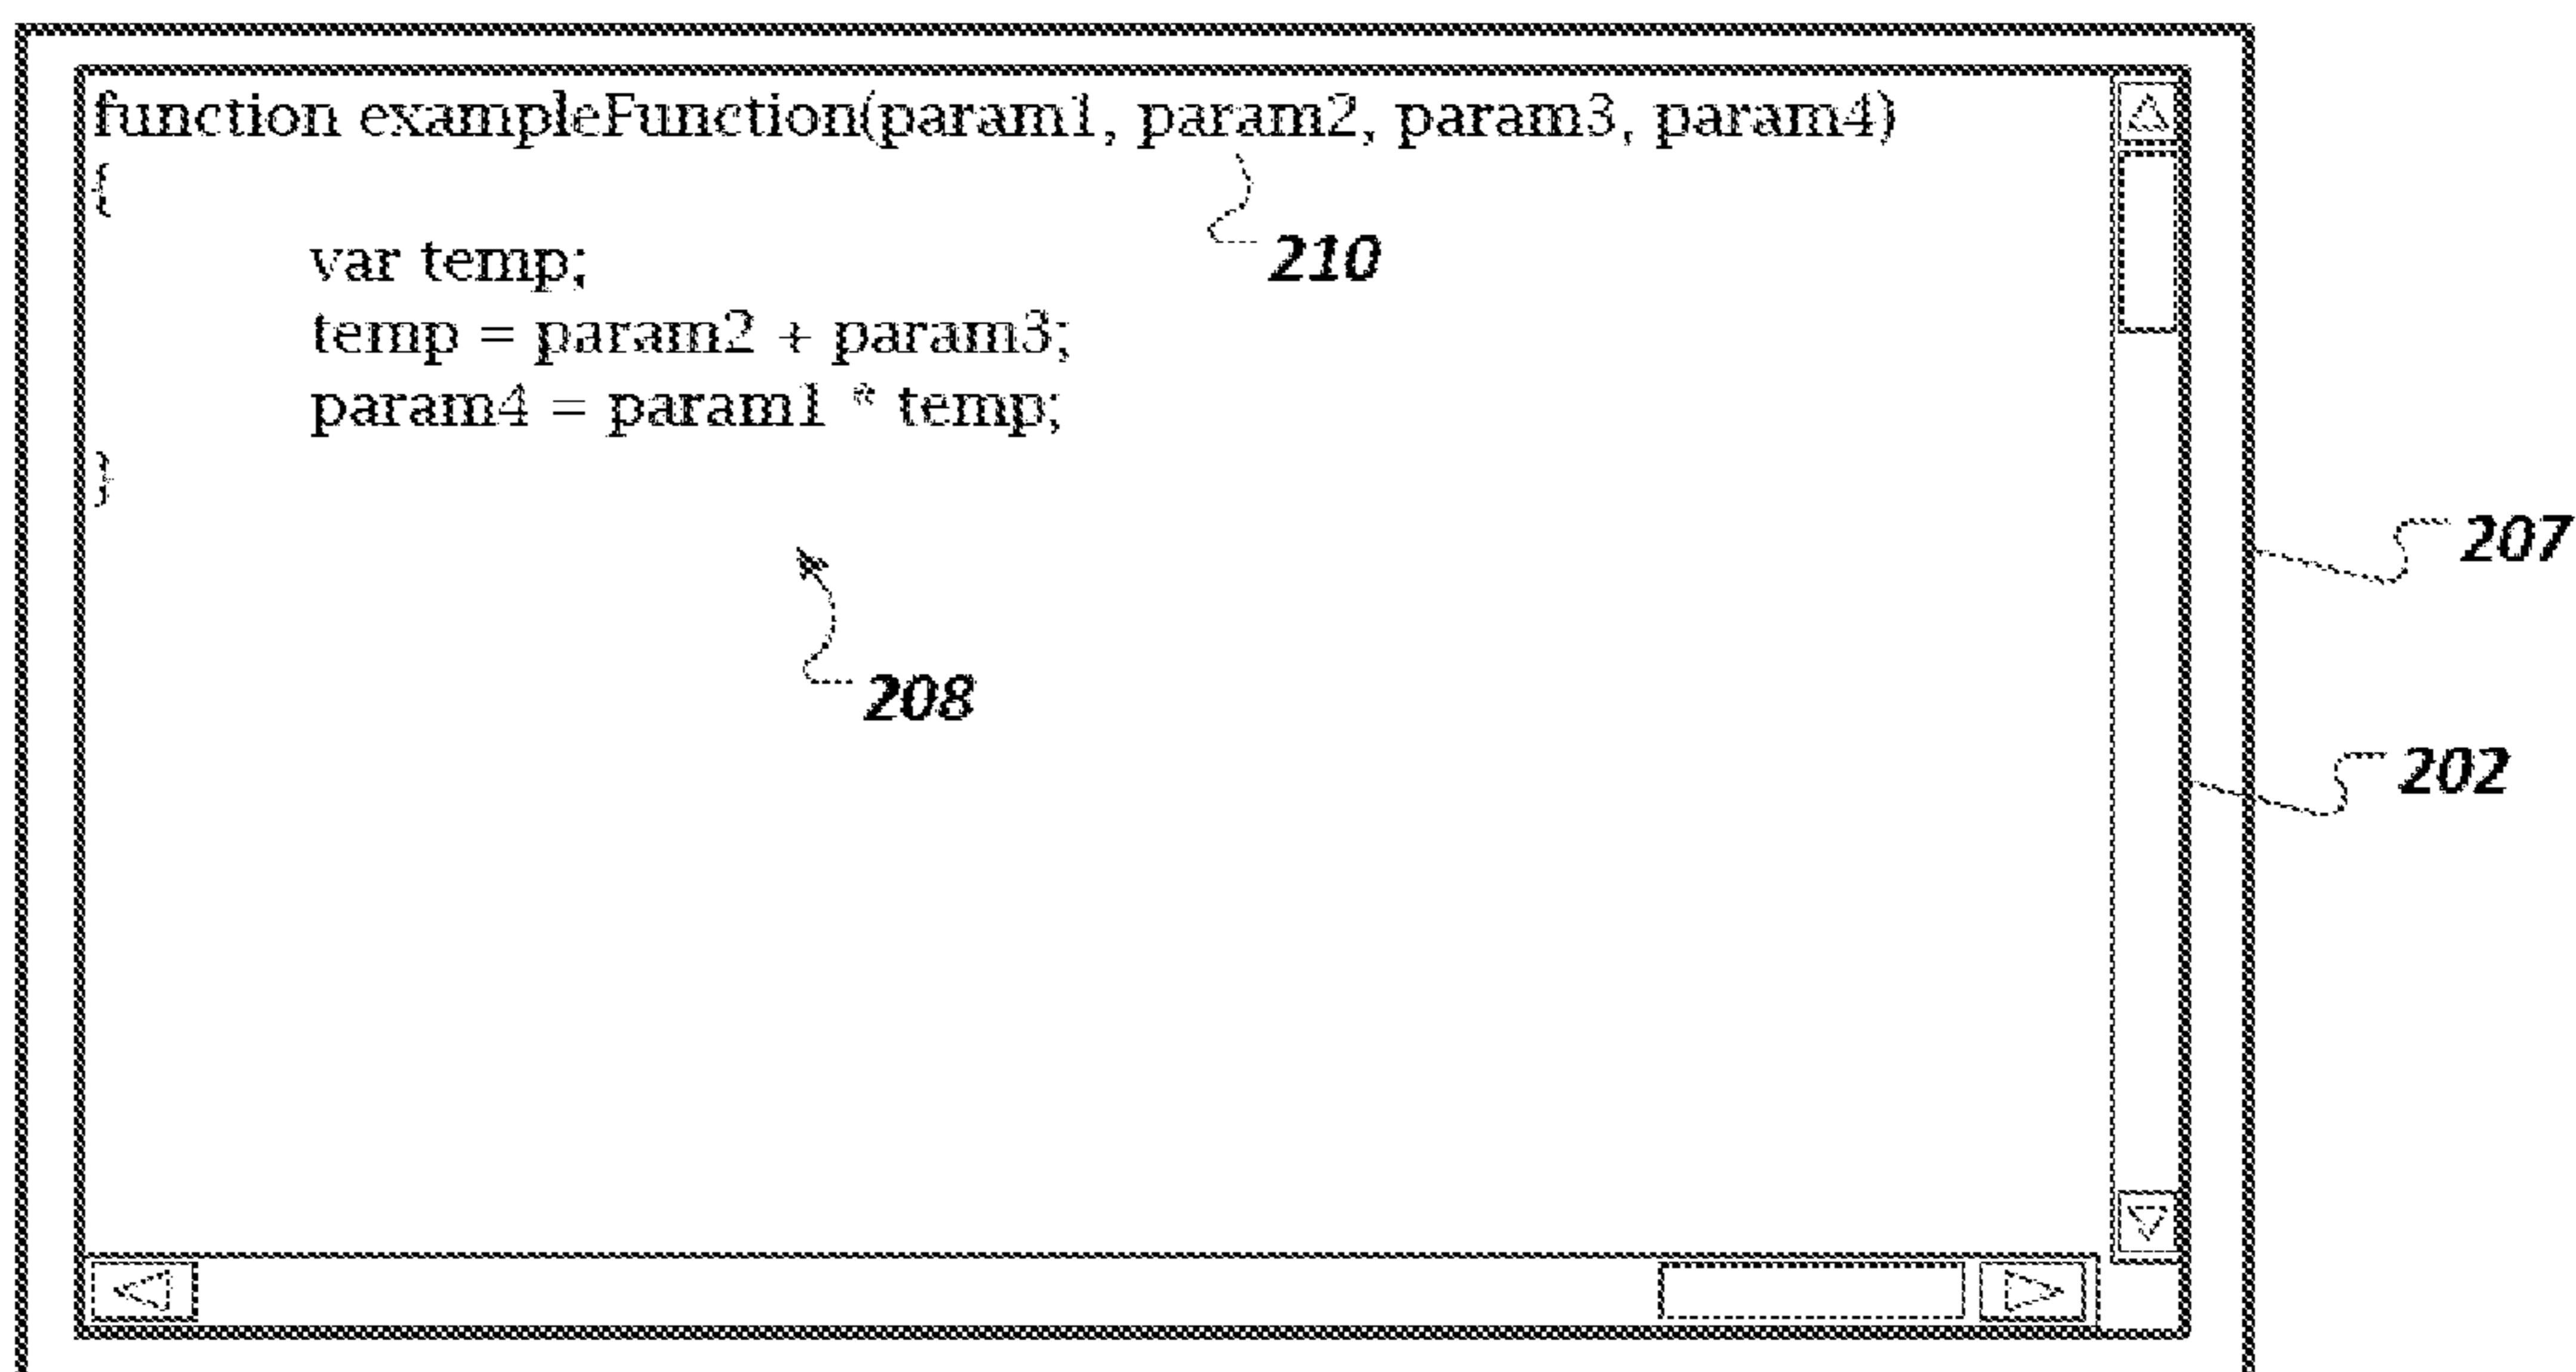 function exampleFunction(param1, param2, param3, param4)
{
210
var temp;
temp = param2 + param3;
param4 = param1 * temp;
}
207
208
202